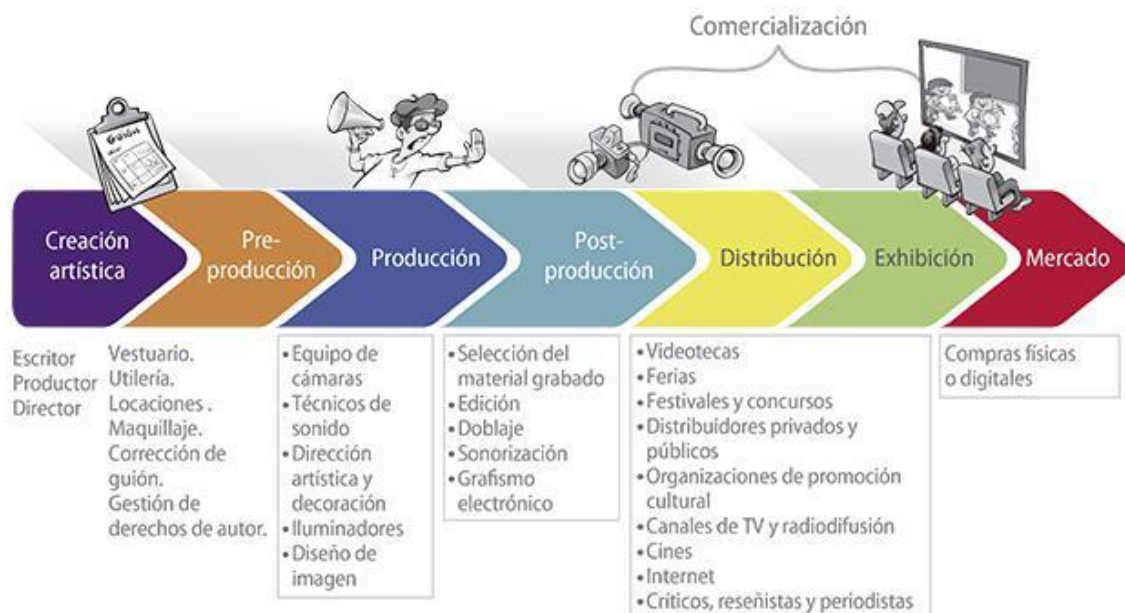 Comercialización
Guión
Creación
artística
Pre-
producción
Producción
Post-
producción
Distribución
Exhibición
Mercado
Escritor
Productor
Director
Vestuario.
Utilería.
Locaciones .
Maquillaje.
Corrección de
guión.
Gestión de
derechos de autor.
•Equipo de
cámaras
•Técnicos de
sonido
•Dirección
artística y
decoración
•Iluminadores
•Diseño de
imagen
•Selección del
material grabado
•Edición
•Doblaje
•Sonorización
•Grafismo
electrónico
•Videotecas
•Ferias
•Festivales y concursos
•Distribuidores privados y
públicos
•Organizaciones de promoción
cultural
•Canales de TV y radiodifusión
•Cines
•Internet
•Críticos, reseñistas y periodistas
Compras físicas
o digitales